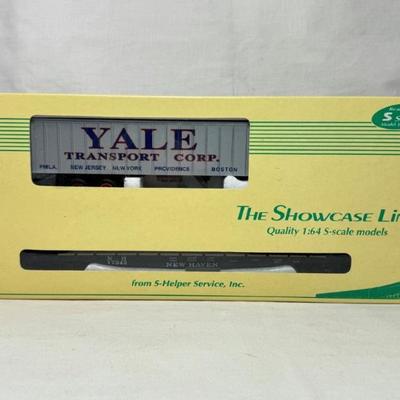 YALE
TRANSPORT CORP.
PHILA. NEW JERSEY NEW YORK PROVIDENCE BOSTON
S
THE SHOWCASE LIN
Quality 1:64 S-scale models
N H
NEW HAVEN
from S-Helper Service, Inc.